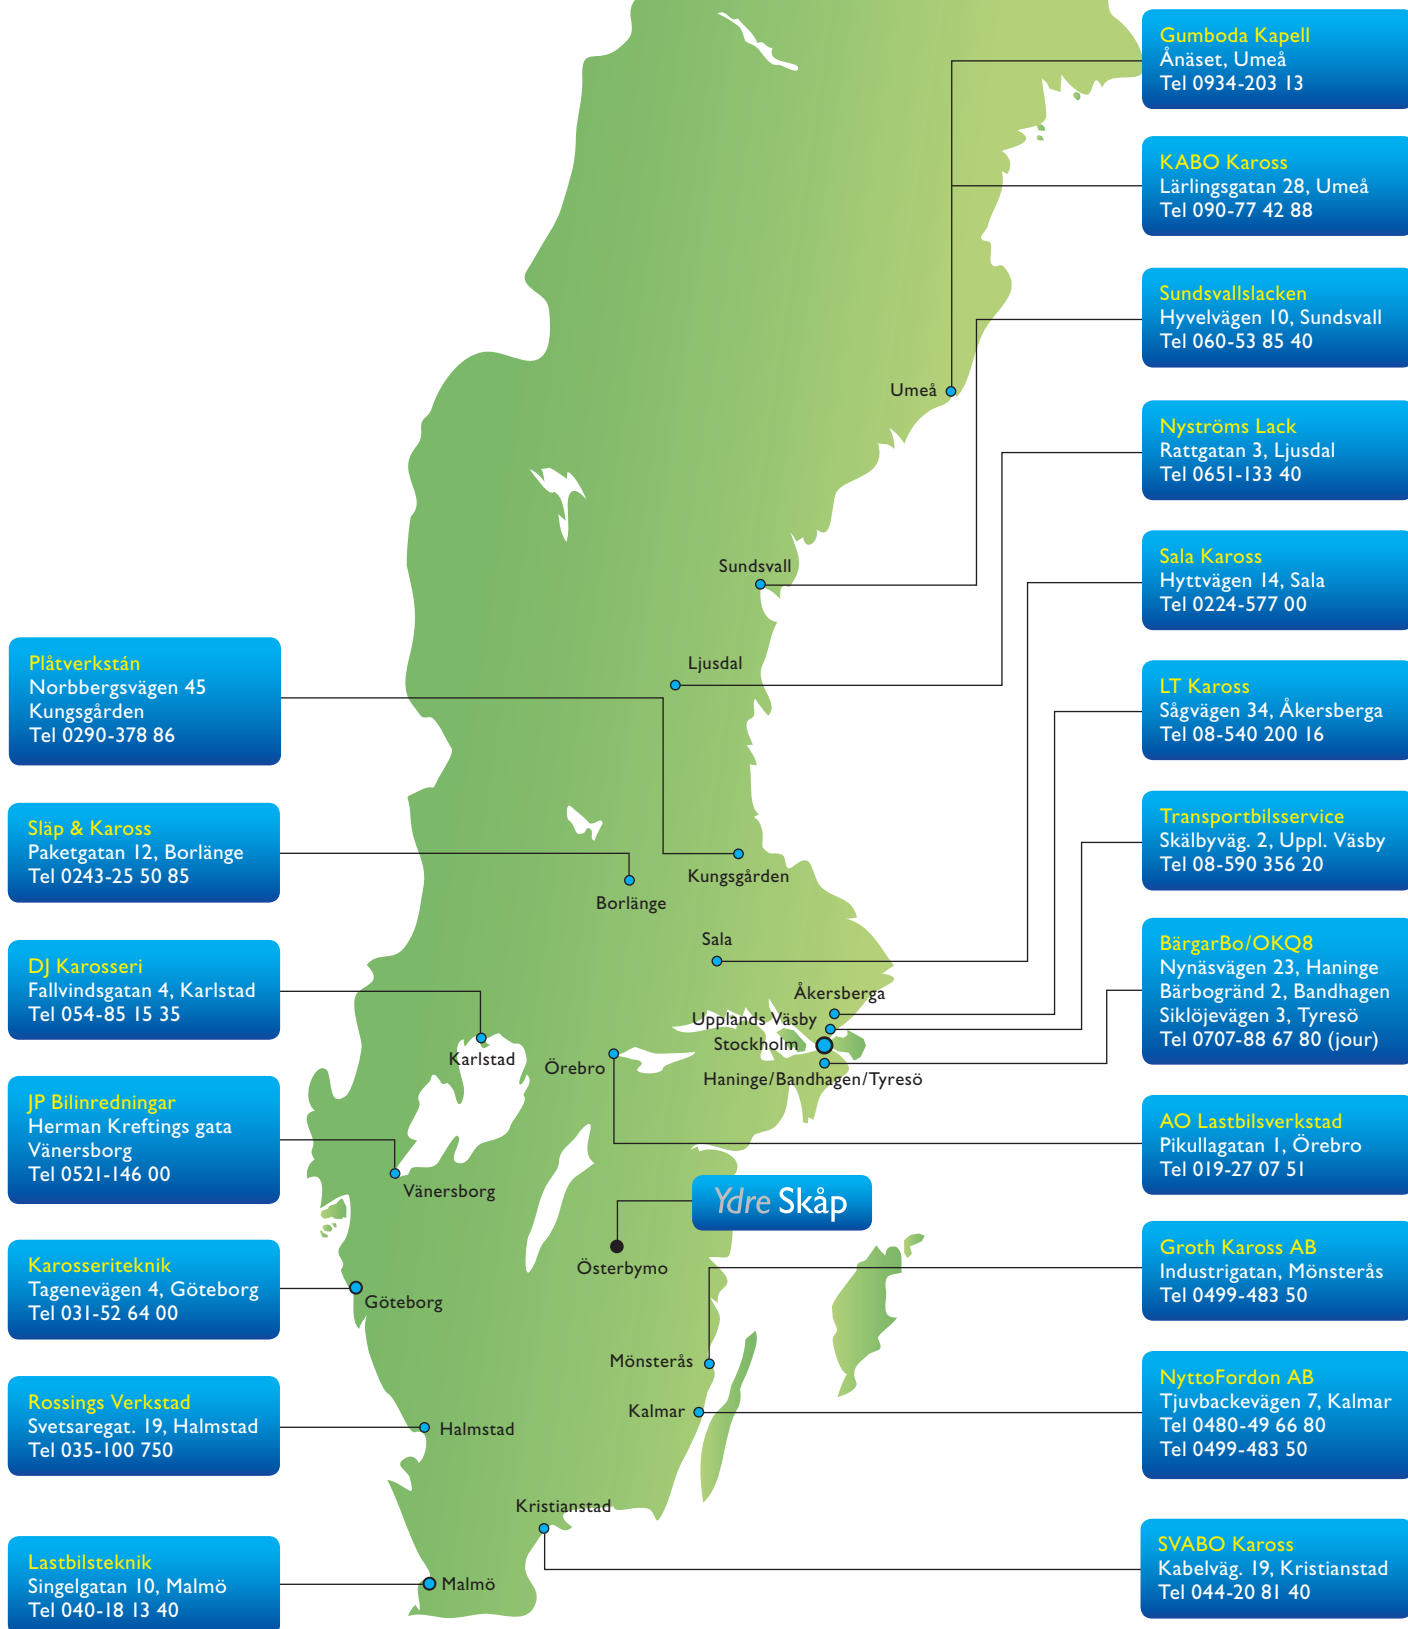 Gumboda Kapell
Ånäset, Umeå
Tel 0934-203 13
KABO Kaross
Lärlingsgatan 28, Umeå
Tel 090-77 42 88
Sundsvallslacken
Hyvelvägen 10, Sundsvall
Tel 060-53 85 40
Nyströms Lack
Rattgatan 3, Ljusdal
Tel 0651-133 40
Sala Kaross
Hyttvägen 14, Sala
Tel 0224-577 00
LT Kaross
Sågvägen 34, Åkersberga
Tel 08-540 200 16
Transportbilsservice
Skälbyväg. 2, Uppl. Väsby
Tel 08-590 356 20
BärgarBo/OKQ8
Nynäsvägen 23, Haninge
Bärbogränd 2, Bandhagen
Siklöjevägen 3, Tyresö
Tel 0707-88 67 80 (jour)
AO Lastbilsverkstad
Pikullagatan 1, Örebro
Tel 019-27 07 51
Groth Kaross AB
Industrigatan, Mönsterås
Tel 0499-483 50
NyttoFordon AB
Tjuvbackevägen 7, Kalmar
Tel 0480-49 66 80
Tel 0499-483 50
SVABO Kaross
Kabelväg. 19, Kristianstad
Tel 044-20 81 40
Plåtverkstán
Norbbergsvägen 45
Kungsgården
Tel 0290-378 86
Släp & Kaross
Paketgatan 12, Borlänge
Tel 0243-25 50 85
DJ Karosseri
Fallvindsgatan 4, Karlstad
Tel 054-85 15 35
JP Bilinredningar
Herman Kreftings gata
Vänersborg
Tel 0521-146 00
Karosseriteknik
Tagenevägen 4, Göteborg
Tel 031-52 64 00
Rossings Verkstad
Svetsaregat. 19, Halmstad
Tel 035-100 750
Lastbilsteknik
Singelgatan 10, Malmö
Tel 040-18 13 40
Umeå
Sundsvall
Ljusdal
Kungsgården
Borlänge
Sala
Åkersberga
Upplands Väsby
Stockholm
Haninge/Bandhagen/Tyresö
Karlstad
Örebro
Vänersborg
Ydre Skåp
Österbymo
Göteborg
Mönsterås
Kalmar
Halmstad
Kristianstad
Malmö